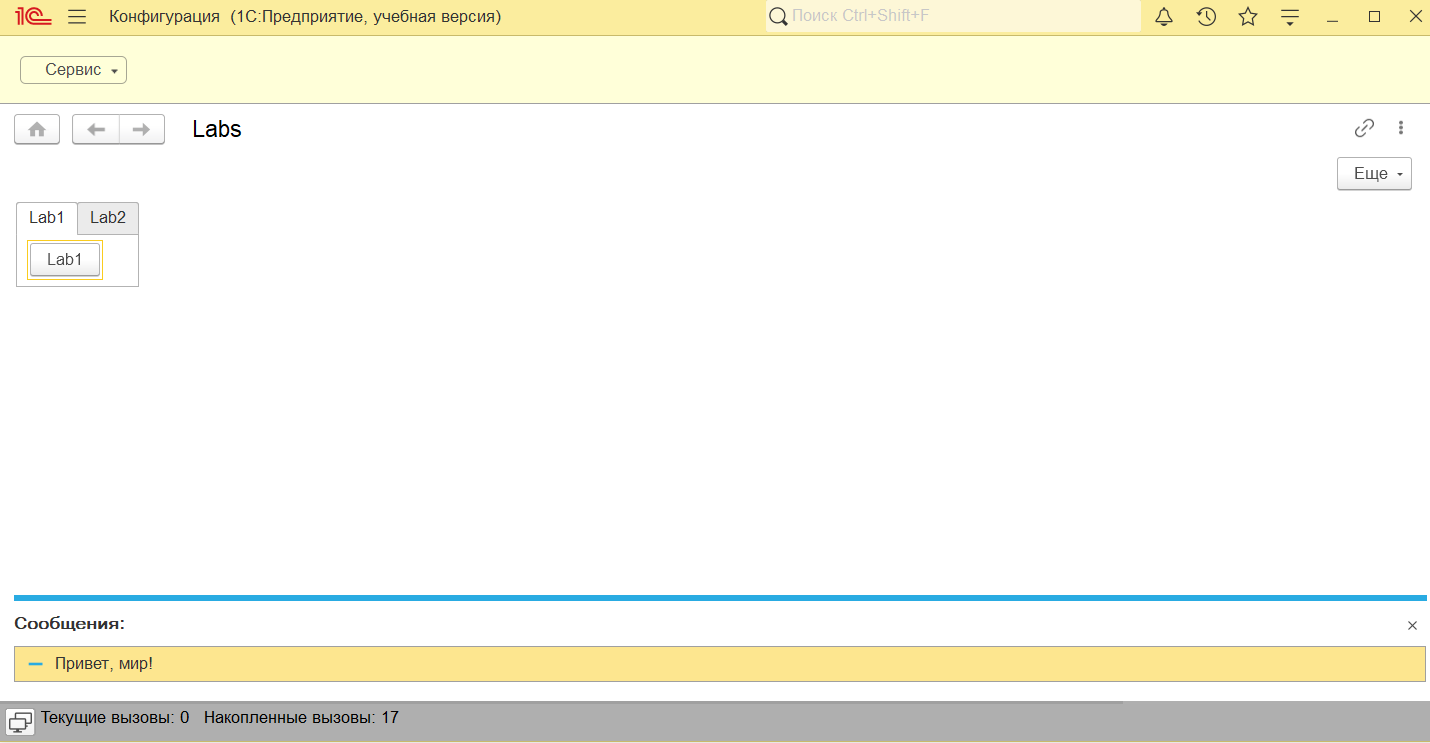 1С Конфигурация (1С:Предприятие, учебная версия) Поиск Ctrl+Shift+F
Сервис
Labs
Еще
Lab1 Lab2
Lab1
Сообщения:
Привет, мир!
Текущие вызовы: 0 Накопленные вызовы: 17